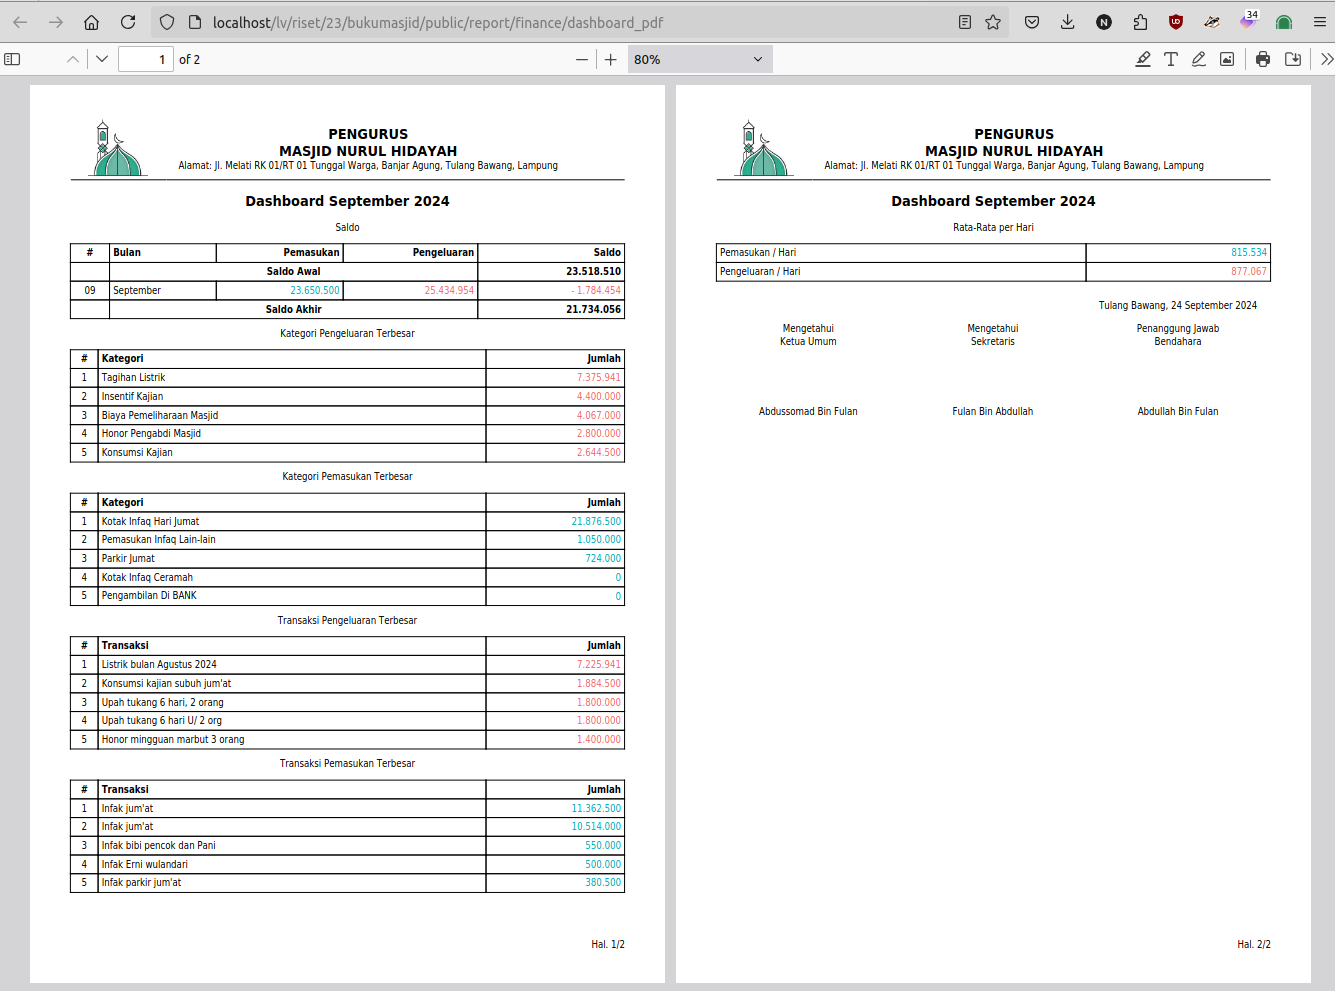 localhost/lv/riset/23/bukumasjid/public/report/finance/dashboard_pdf
34
1 of 2
80%
PENGURUS
MASJID NURUL HIDAYAH
Alamat: Jl. Melati RK 01/RT 01 Tunggal Warga, Banjar Agung, Tulang Bawang, Lampung
Dashboard September 2024
Saldo
# Bulan Pemasukan Pengeluaran Saldo
Saldo Awal 23.518.510
09 September 23.650.500 25.434.954 - 1.784.454
Saldo Akhir 21.734.056
Kategori Pengeluaran Terbesar
# Kategori Jumlah
1 Tagihan Listrik 7.375.941
2 Insentif Kajian 4.400.000
3 Biaya Pemeliharaan Masjid 4.067.000
4 Honor Pengabdi Masjid 2.800.000
5 Konsumsi Kajian 2.644.500
Kategori Pemasukan Terbesar
# Kategori Jumlah
1 Kotak Infaq Hari Jumat 21.876.500
2 Pemasukan Infaq Lain-lain 1.050.000
3 Parkir Jumat 724.000
4 Kotak Infaq Ceramah 0
5 Pengambilan Di BANK 0
Transaksi Pengeluaran Terbesar
# Transaksi Jumlah
1 Listrik bulan Agustus 2024 7.225.941
2 Konsumsi kajian subuh jum'at 1.884.500
3 Upah tukang 6 hari, 2 orang 1.800.000
4 Upah tukang 6 hari U/ 2 org 1.800.000
5 Honor mingguan marbut 3 orang 1.400.000
Transaksi Pemasukan Terbesar
# Transaksi Jumlah
1 Infak jum'at 11.362.500
2 Infak jum'at 10.514.000
3 Infak bibi pencok dan Pani 550.000
4 Infak Erni wulandari 500.000
5 Infak parkir jum'at 380.500
Hal. 1/2
PENGURUS
MASJID NURUL HIDAYAH
Alamat: Jl. Melati RK 01/RT 01 Tunggal Warga, Banjar Agung, Tulang Bawang, Lampung
Dashboard September 2024
Rata-Rata per Hari
Pemasukan / Hari 815.534
Pengeluaran / Hari 877.067
Tulang Bawang, 24 September 2024
Mengetahui Mengetahui Penanggung Jawab
Ketua Umum Sekretaris Bendahara
Abdussomad Bin Fulan Fulan Bin Abdullah Abdullah Bin Fulan
Hal. 2/2